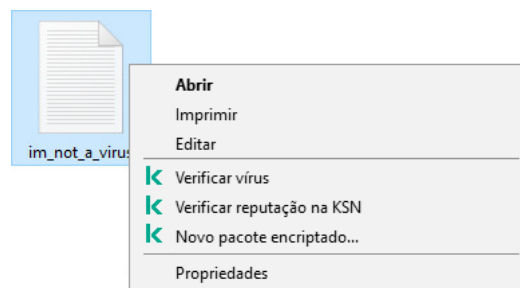 Abrir
Imprimir
Editar
im_not_a_virus
Verificar vírus
Verificar reputação na KSN
Novo pacote encriptado...
Propriedades